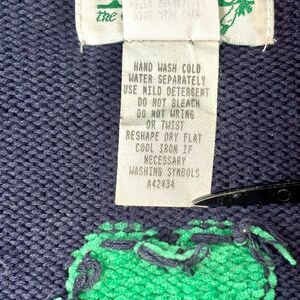 the
HAND WASH COLD
WATER SEPARATELY
USE MILD DETERGENT
DO NOT BLEACH
DO NOT WRING
OR TWIST
RESHAPE DRY FLAT
COOL IRON IF
NECESSARY
WASHING SYMBOLS
A42434